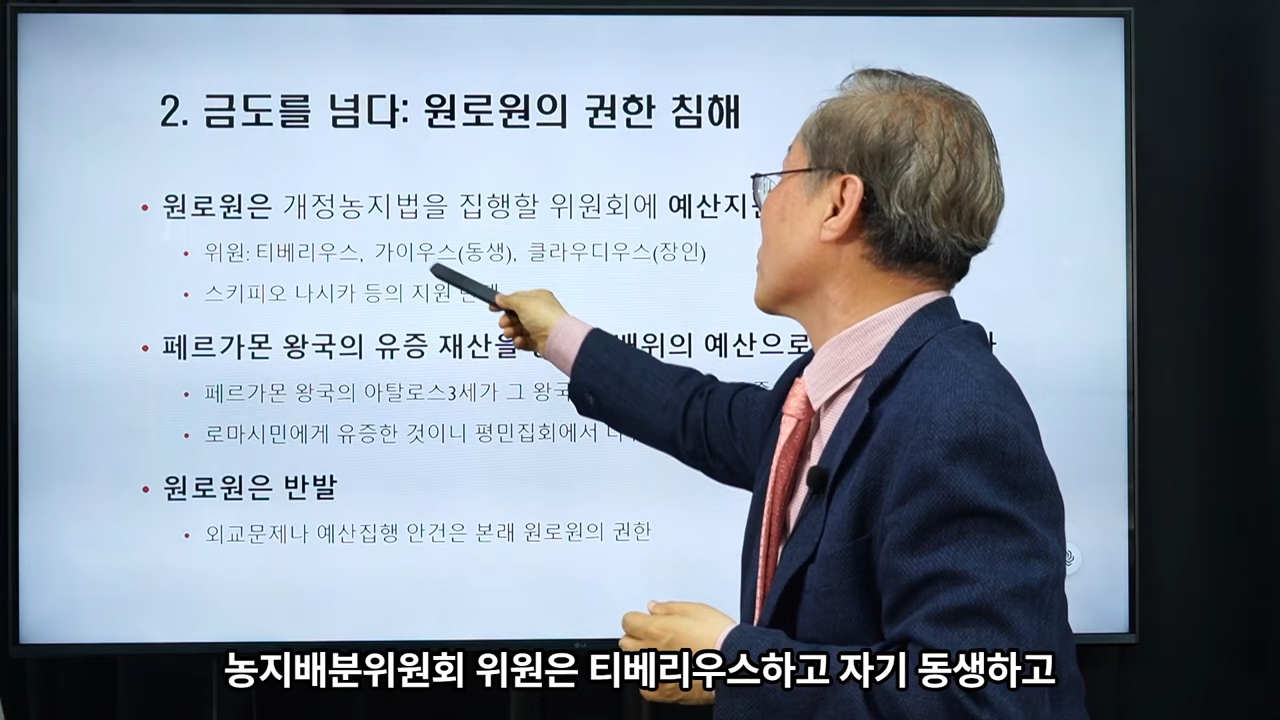 2. 금도를 넘다: 원로원의 권한 침해
• 원로원은 개정농지법을 집행할 위원회에 예산지
• 위원: 티베리우스, 가이우스(동생), 클라우디우스(장인)
• 스키피오 나시카 등의 지원
• 페르가몬 왕국의 유증 재산을 배위의 예산으로
• 페르가몬 왕국의 아탈로스3세가 그 왕국
• 로마시민에게 유증한 것이니 평민집회에서
• 원로원은 반발
• 외교문제나 예산집행 안건은 본래 원로원의 권한
LG
농지배분위원회 위원은 티베리우스하고 자기 동생하고